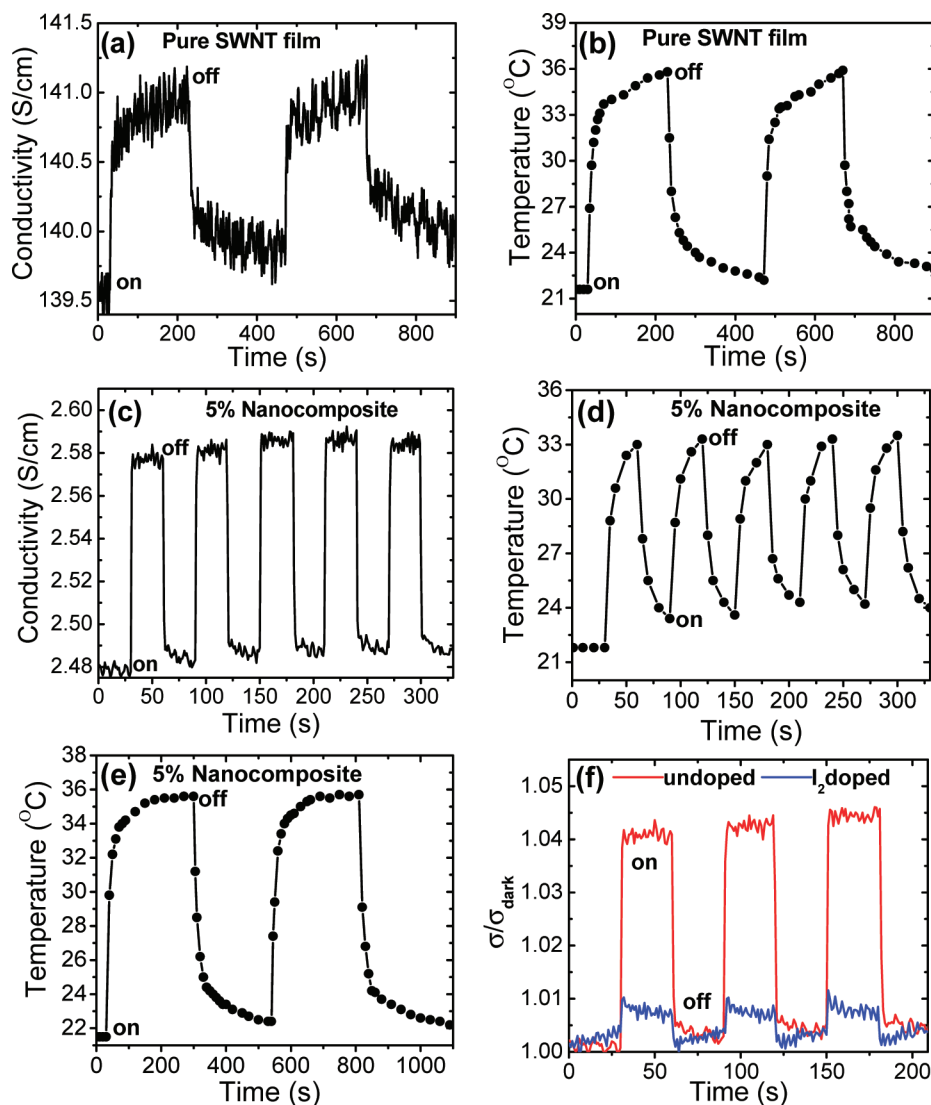 (a) Pure SWNT film
Conductivity (S/cm)
141.5
141.0
140.5
140.0
139.5
off
on
0 200 400 600 800
Time (s)
(b) Pure SWNT film
Temperature (°C)
39
36
33
30
27
24
21
off
on
0 200 400 600 800
Time (s)
(c) 5% Nanocomposite
Conductivity (S/cm)
2.60
2.58
2.56
2.54
2.52
2.50
2.48
off
on
0 50 100 150 200 250 300
Time (s)
(d) 5% Nanocomposite
Temperature (°C)
36
33
30
27
24
21
off
on
0 50 100 150 200 250 300
Time (s)
(e) 5% Nanocomposite
Temperature (°C)
38
36
34
32
30
28
26
24
22
off
on
0 200 400 600 800 1000
Time (s)
(f) undoped I₂doped
σ/σdark
1.05
1.04
1.03
1.02
1.01
1.00
on
off
0 50 100 150 200
Time (s)